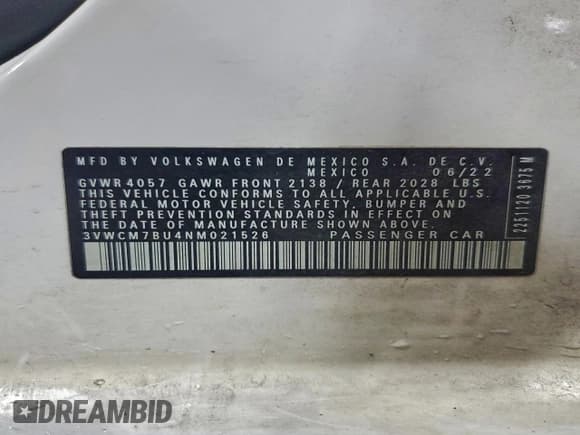 MFD BY VOLKSWAGEN DE MEXICO S.A. DE C.V.
MEXICO 06/22
GVWR 4057 GAWR FRONT 2138 / REAR 2028 LBS
THIS VEHICLE CONFORMS TO ALL APPLICABLE U.S.
FEDERAL MOTOR VEHICLE SAFETY, BUMPER AND
THEFT PREVENTION STANDARDS IN EFFECT ON
THE DATE OF MANUFACTURE SHOWN ABOVE.
3VWCM7BU4NM021526 PASSENGER CAR
2251120 3075 M
DREAMBID